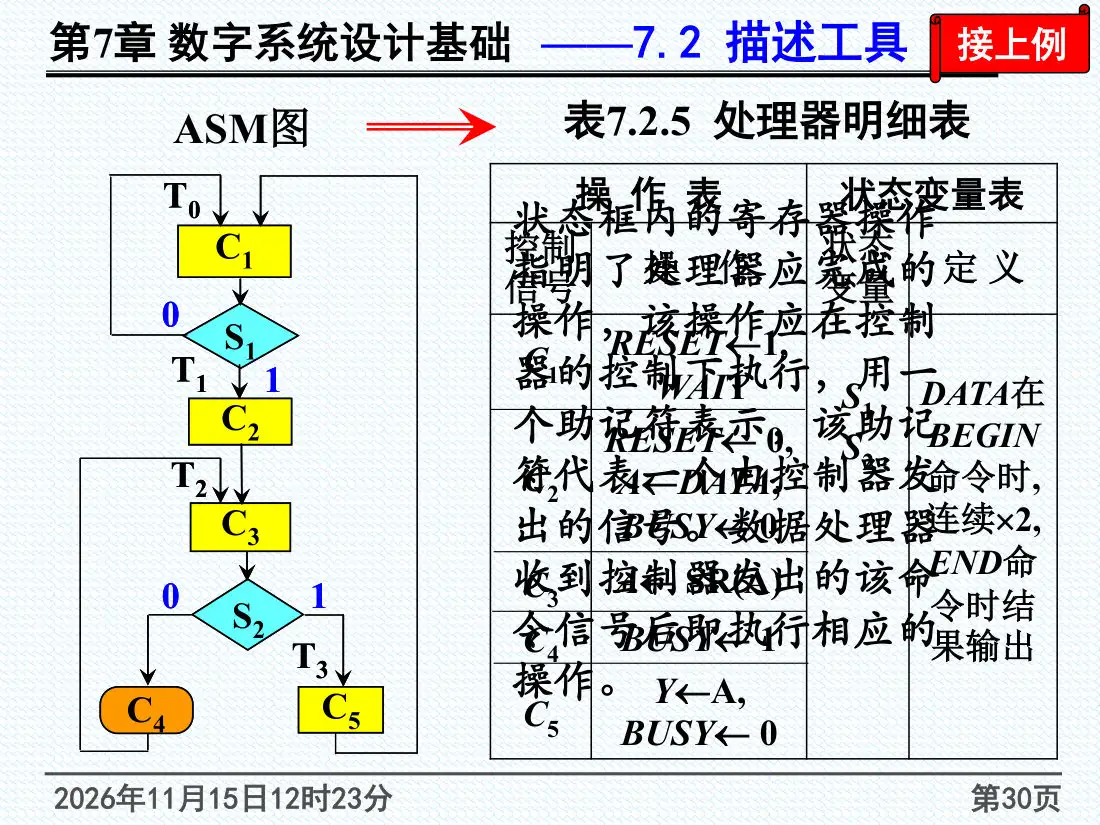 第7章 数字系统设计基础 ——7.2 描述工具
接上例
ASM图
表7.2.5 处理器明细表
T0
C1
0
S1
T1
1
C2
T2
C3
0
1
S2
T3
C4
C5
操 作 表
状态变量表
控制
信号
操 作
状态
变量
定 义
C1
RESET←1,
WAIT
C2
RESET← 0,
A← DATA,
BUSY← 0
C3
A← SR(A)
C4
BUSY← 1
C5
Y←A,
BUSY← 0
S1
S2
DATA在
BEGIN
命令时,
连续×2,
END命
令时结
果输出
状态框内的寄存器操作
指明了处理器应完成的
操作，该操作应在控制
器的控制下执行，用一
个助记符表示，该助记
符代表一个由控制器发
出的信号。数据处理器
收到控制器发出的该命
令信号后即执行相应的
操作。
2026年11月15日12时23分
第30页